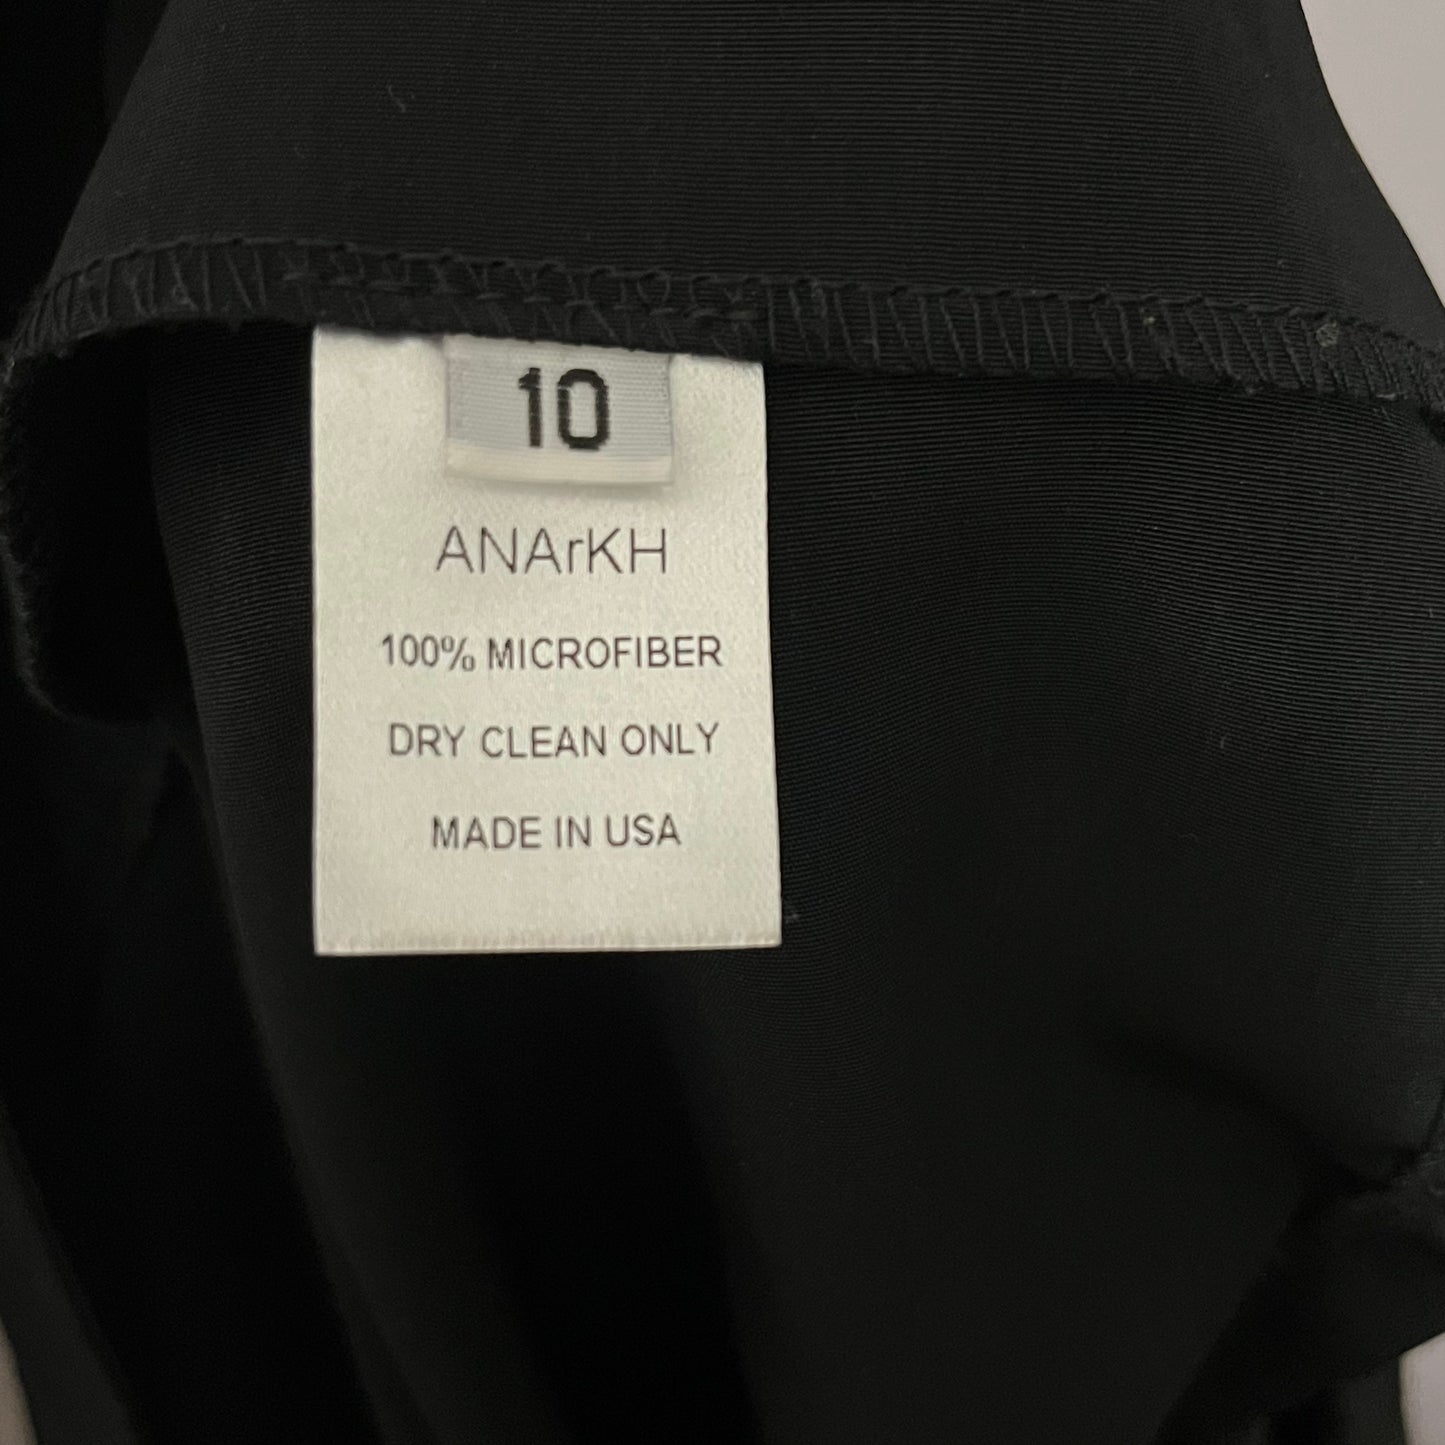 10
ANArKH
100% MICROFIBER
DRY CLEAN ONLY
MADE IN USA